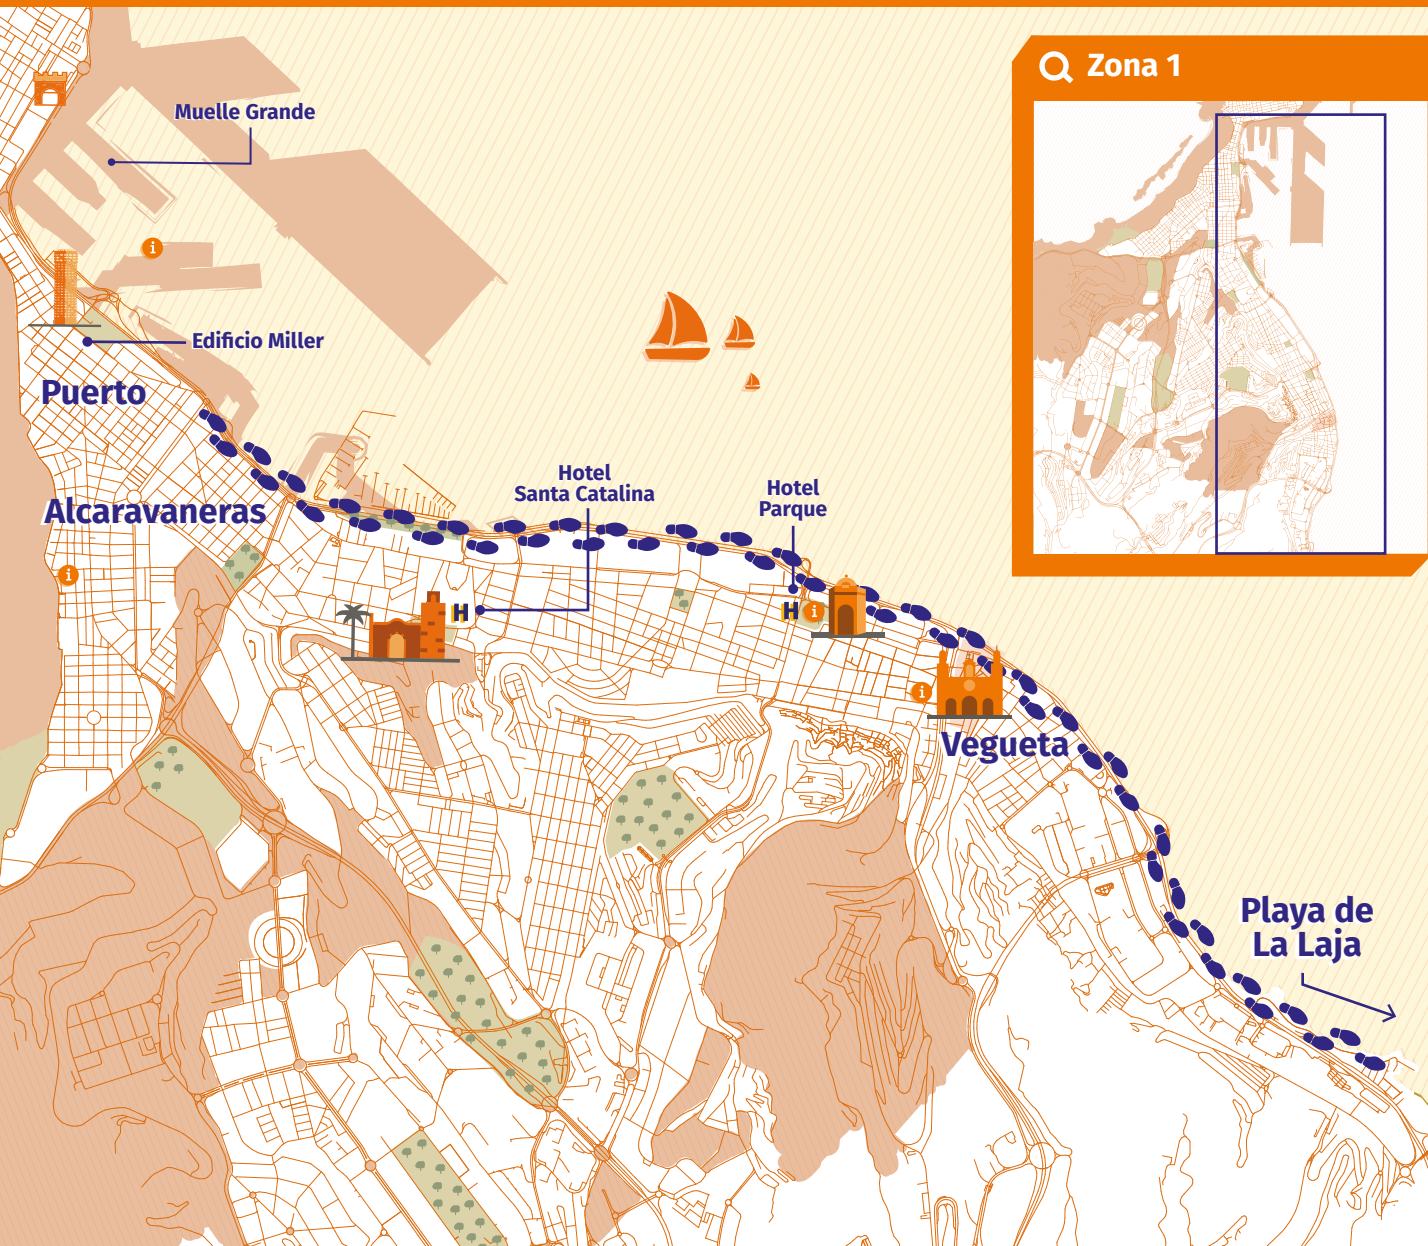 Zona 1
Muelle Grande
Edificio Miller
Puerto
Alcaravaneras
Hotel
Santa Catalina
Hotel
Parque
H
H
i
i
i
i
Vegueta
Playa de
La Laja